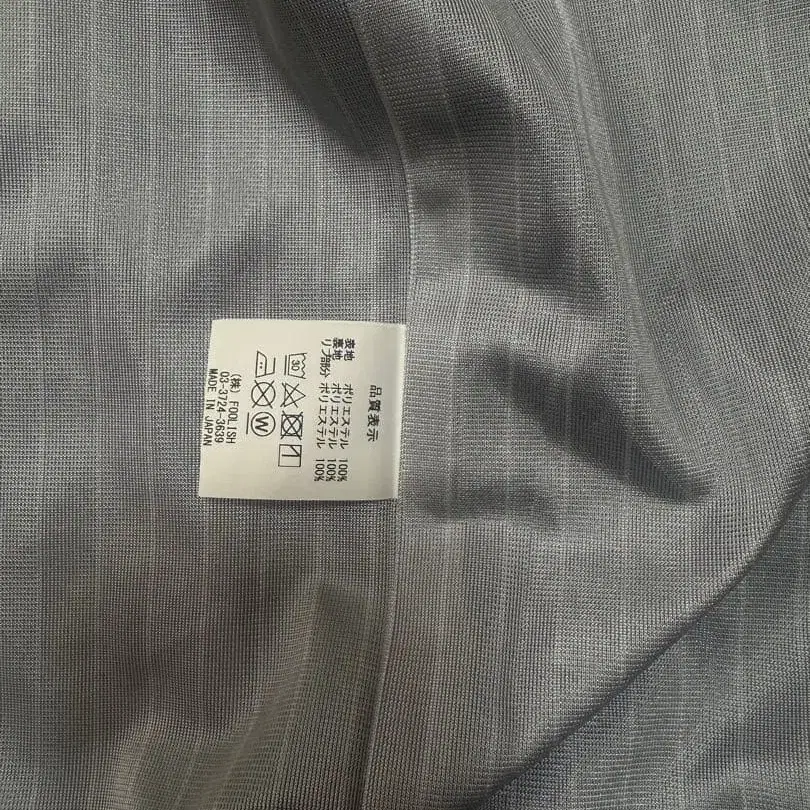 品質表示
表地 ポリエステル 100%
裏地 ポリエステル 100%
リブ部分 ポリエステル 100%
30
W
(株) FOOLISH
03-3724-3639
MADE IN JAPAN